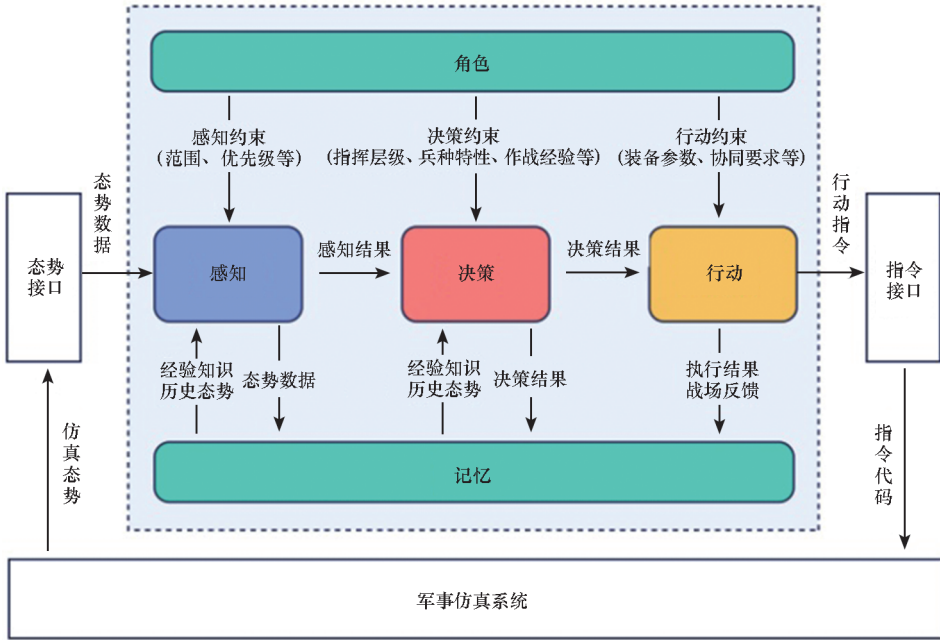 角色
感知约束
(范围、优先级等)
决策约束
(指挥层级、兵种特性、作战经验等)
行动约束
(装备参数、协同要求等)
态势数据
行动指令
态势
接口
感知
感知结果
决策
决策结果
行动
指令
接口
经验知识
历史态势
态势数据
经验知识
历史态势
决策结果
执行结果
战场反馈
仿真态势
指令代码
记忆
军事仿真系统